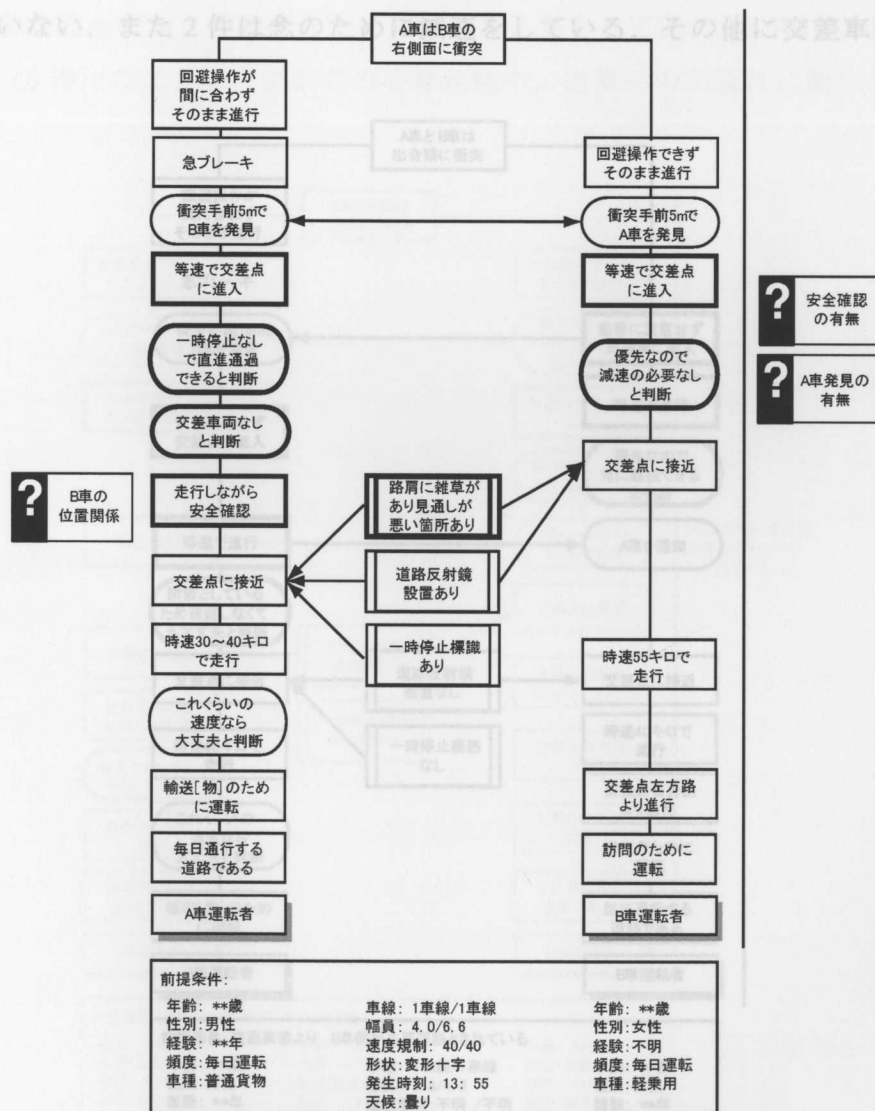 A車はB車の
右側面に衝突
回避操作が
間に合わず
そのまま進行
急ブレーキ
衝突手前5mで
B車を発見
等速で交差点
に進入
一時停止なし
で直進通過
できると判断
交差車両なし
と判断
走行しながら
安全確認
交差点に接近
時速30～40キロ
で走行
これくらいの
速度なら
大丈夫と判断
輸送[物]のため
に運転
毎日通行する
道路である
A車運転者
? B車の
位置関係
路肩に雑草が
あり見通しが
悪い箇所あり
道路反射鏡
設置あり
一時停止標識
あり
回避操作できず
そのまま進行
衝突手前5mで
A車を発見
等速で交差点
に進入
優先なので
減速の必要なし
と判断
交差点に接近
時速55キロで
走行
交差点左方路
より進行
訪問のために
運転
B車運転者
? 安全確認
の有無
? A車発見の
有無
前提条件:
年齢: **歳
性別: 男性
経験: **年
頻度: 毎日運転
車種: 普通貨物
車線: 1車線/1車線
幅員: 4.0/6.6
速度規制: 40/40
形状: 変形十字
発生時刻: 13: 55
天候: 曇り
年齢: **歳
性別: 女性
経験: 不明
頻度: 毎日運転
車種: 軽乗用